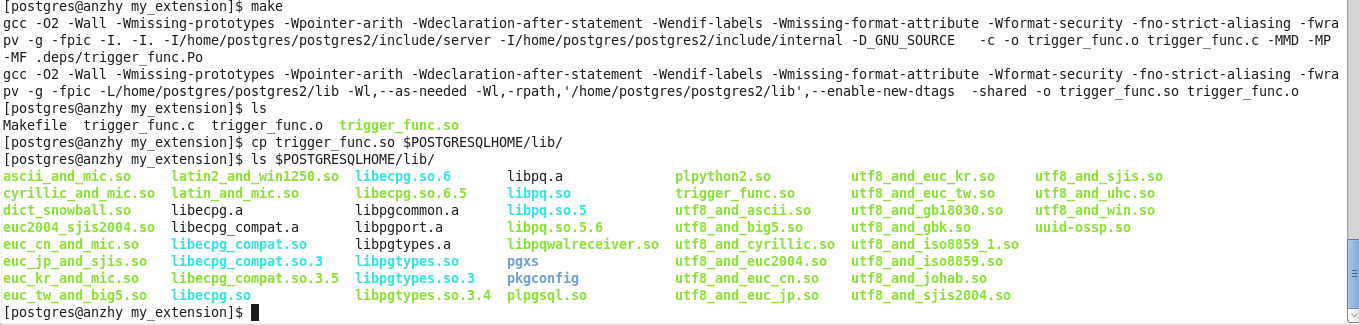 [postgres@anzhy my_extension]$ make
gcc -O2 -Wall -Wmissing-prototypes -Wpointer-arith -Wdeclaration-after-statement -Wendif-labels -Wmissing-format-attribute -Wformat-security -fno-strict-aliasing -fwra
pv -g -fpic -I. -I. -I/home/postgres/postgres2/include/server -I/home/postgres/postgres2/include/internal -D_GNU_SOURCE   -c -o trigger_func.o trigger_func.c -MMD -MP
-MF .deps/trigger_func.Po
gcc -O2 -Wall -Wmissing-prototypes -Wpointer-arith -Wdeclaration-after-statement -Wendif-labels -Wmissing-format-attribute -Wformat-security -fno-strict-aliasing -fwra
pv -g -fpic -L/home/postgres/postgres2/lib -Wl,--as-needed -Wl,-rpath,'/home/postgres/postgres2/lib',--enable-new-dtags  -shared -o trigger_func.so trigger_func.o
[postgres@anzhy my_extension]$ ls
Makefile  trigger_func.c  trigger_func.o  trigger_func.so
[postgres@anzhy my_extension]$ cp trigger_func.so $POSTGRESQLHOME/lib/
[postgres@anzhy my_extension]$ ls $POSTGRESQLHOME/lib/
ascii_and_mic.so     latin2_and_win1250.so  libecpg.so.6       libpq.a            plpython2.so          utf8_and_euc_kr.so     utf8_and_sjis.so
cyrillic_and_mic.so  latin_and_mic.so       libecpg.so.6.5     libpq.so           trigger_func.so       utf8_and_euc_tw.so     utf8_and_uhc.so
dict_snowball.so     libecpg.a              libpgcommon.a      libpq.so.5         utf8_and_ascii.so     utf8_and_gb18030.so    utf8_and_win.so
euc2004_sjis2004.so  libecpg_compat.a       libpgport.a        libpq.so.5.6       utf8_and_big5.so      utf8_and_gbk.so        uuid-ossp.so
euc_cn_and_mic.so    libecpg_compat.so      libpgtypes.a       libpqwalreceiver.so  utf8_and_cyrillic.so  utf8_and_iso8859_1.so
euc_jp_and_sjis.so   libecpg_compat.so.3    libpgtypes.so      pgxs               utf8_and_euc2004.so   utf8_and_iso8859.so
euc_kr_and_mic.so    libecpg_compat.so.3.5  libpgtypes.so.3    pkgconfig          utf8_and_euc_cn.so    utf8_and_johab.so
euc_tw_and_big5.so   libecpg.so             libpgtypes.so.3.4  plpgsql.so         utf8_and_euc_jp.so    utf8_and_sjis2004.so
[postgres@anzhy my_extension]$